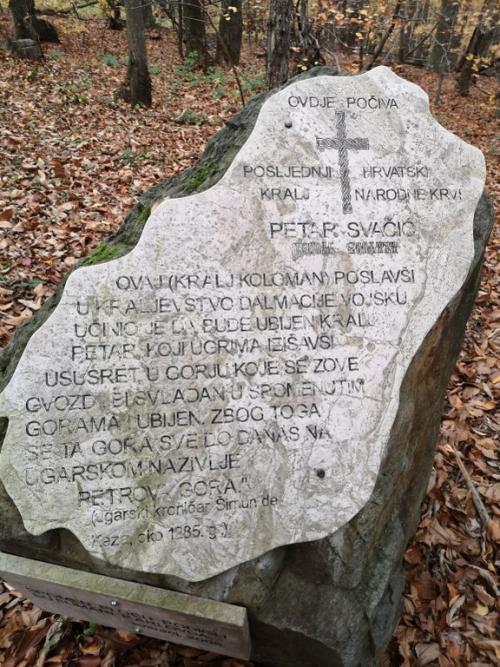 OVDJE POČIVA
POSLJEDNJI HRVATSKI
KRALJ NARODNE KRVI
PETAR SVAČIĆ
OVAJ (KRALJ KOLOMAN) POSLAVŠI
U KRALJEVSTVO DALMACIJE VOJSKU,
UČINIO JE DA BUDE UBIJEN KRALJ
PETAR, KOJI UGRIMA IZIŠAVŠI
USUSRET U GORJU KOJE SE ZOVE
GVOZD, BI SVLADAN U SPOMENUTIM
GORAMA I UBIJEN. ZBOG TOGA
SE TA GORA SVE DO DANAS NA
UGARSKOM NAZIVLJE
PETROVA GORA."
(Ugarski kroničar Šimun de
Keza, oko 1285. g.)